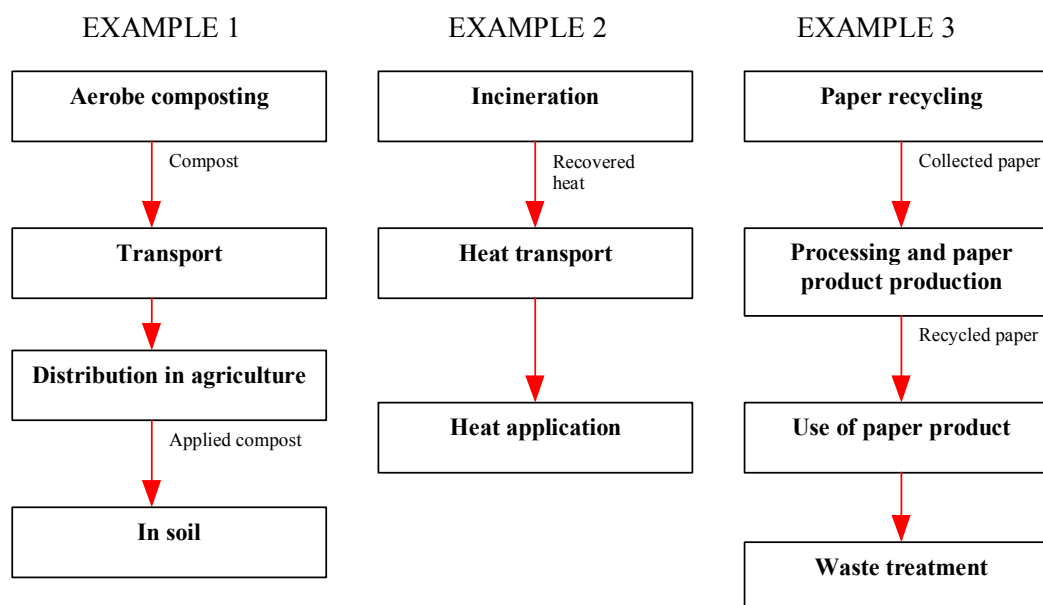 EXAMPLE 1
Aerobe composting
Compost
Transport
Distribution in agriculture
Applied compost
In soil
EXAMPLE 2
Incineration
Recovered
heat
Heat transport
Heat application
EXAMPLE 3
Paper recycling
Collected paper
Processing and paper
product production
Recycled paper
Use of paper product
Waste treatment